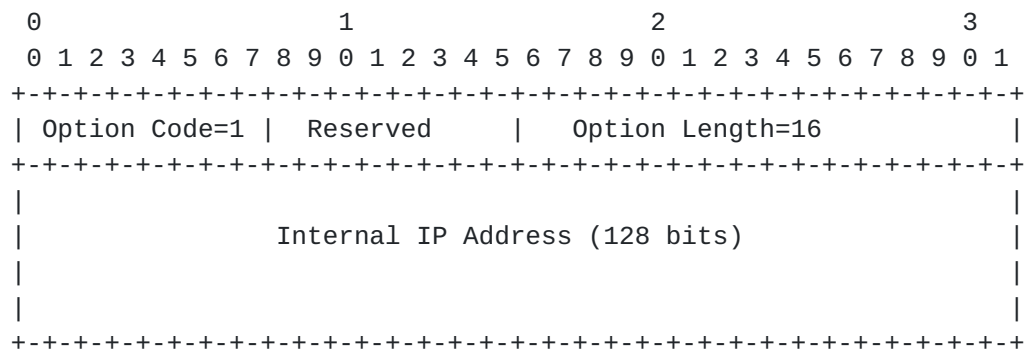 0                   1                   2                   3
 0 1 2 3 4 5 6 7 8 9 0 1 2 3 4 5 6 7 8 9 0 1 2 3 4 5 6 7 8 9 0 1
+-+-+-+-+-+-+-+-+-+-+-+-+-+-+-+-+-+-+-+-+-+-+-+-+-+-+-+-+-+-+-+-+
| Option Code=1 |  Reserved     |   Option Length=16            |
+-+-+-+-+-+-+-+-+-+-+-+-+-+-+-+-+-+-+-+-+-+-+-+-+-+-+-+-+-+-+-+-+
|                                                               |
|                Internal IP Address (128 bits)                 |
|                                                               |
|                                                               |
+-+-+-+-+-+-+-+-+-+-+-+-+-+-+-+-+-+-+-+-+-+-+-+-+-+-+-+-+-+-+-+-+